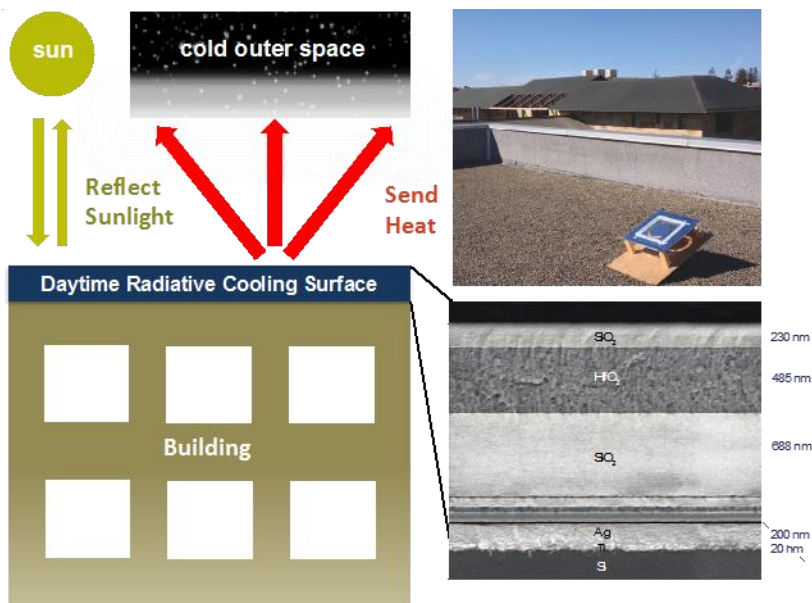 sun
cold outer space
Reflect
Sunlight
Send
Heat
Daytime Radiative Cooling Surface
Building
SiO₂
230 nm
HfO₂
485 nm
SiO₂
688 nm
Ag
200 nm
Ti
20 nm
Si